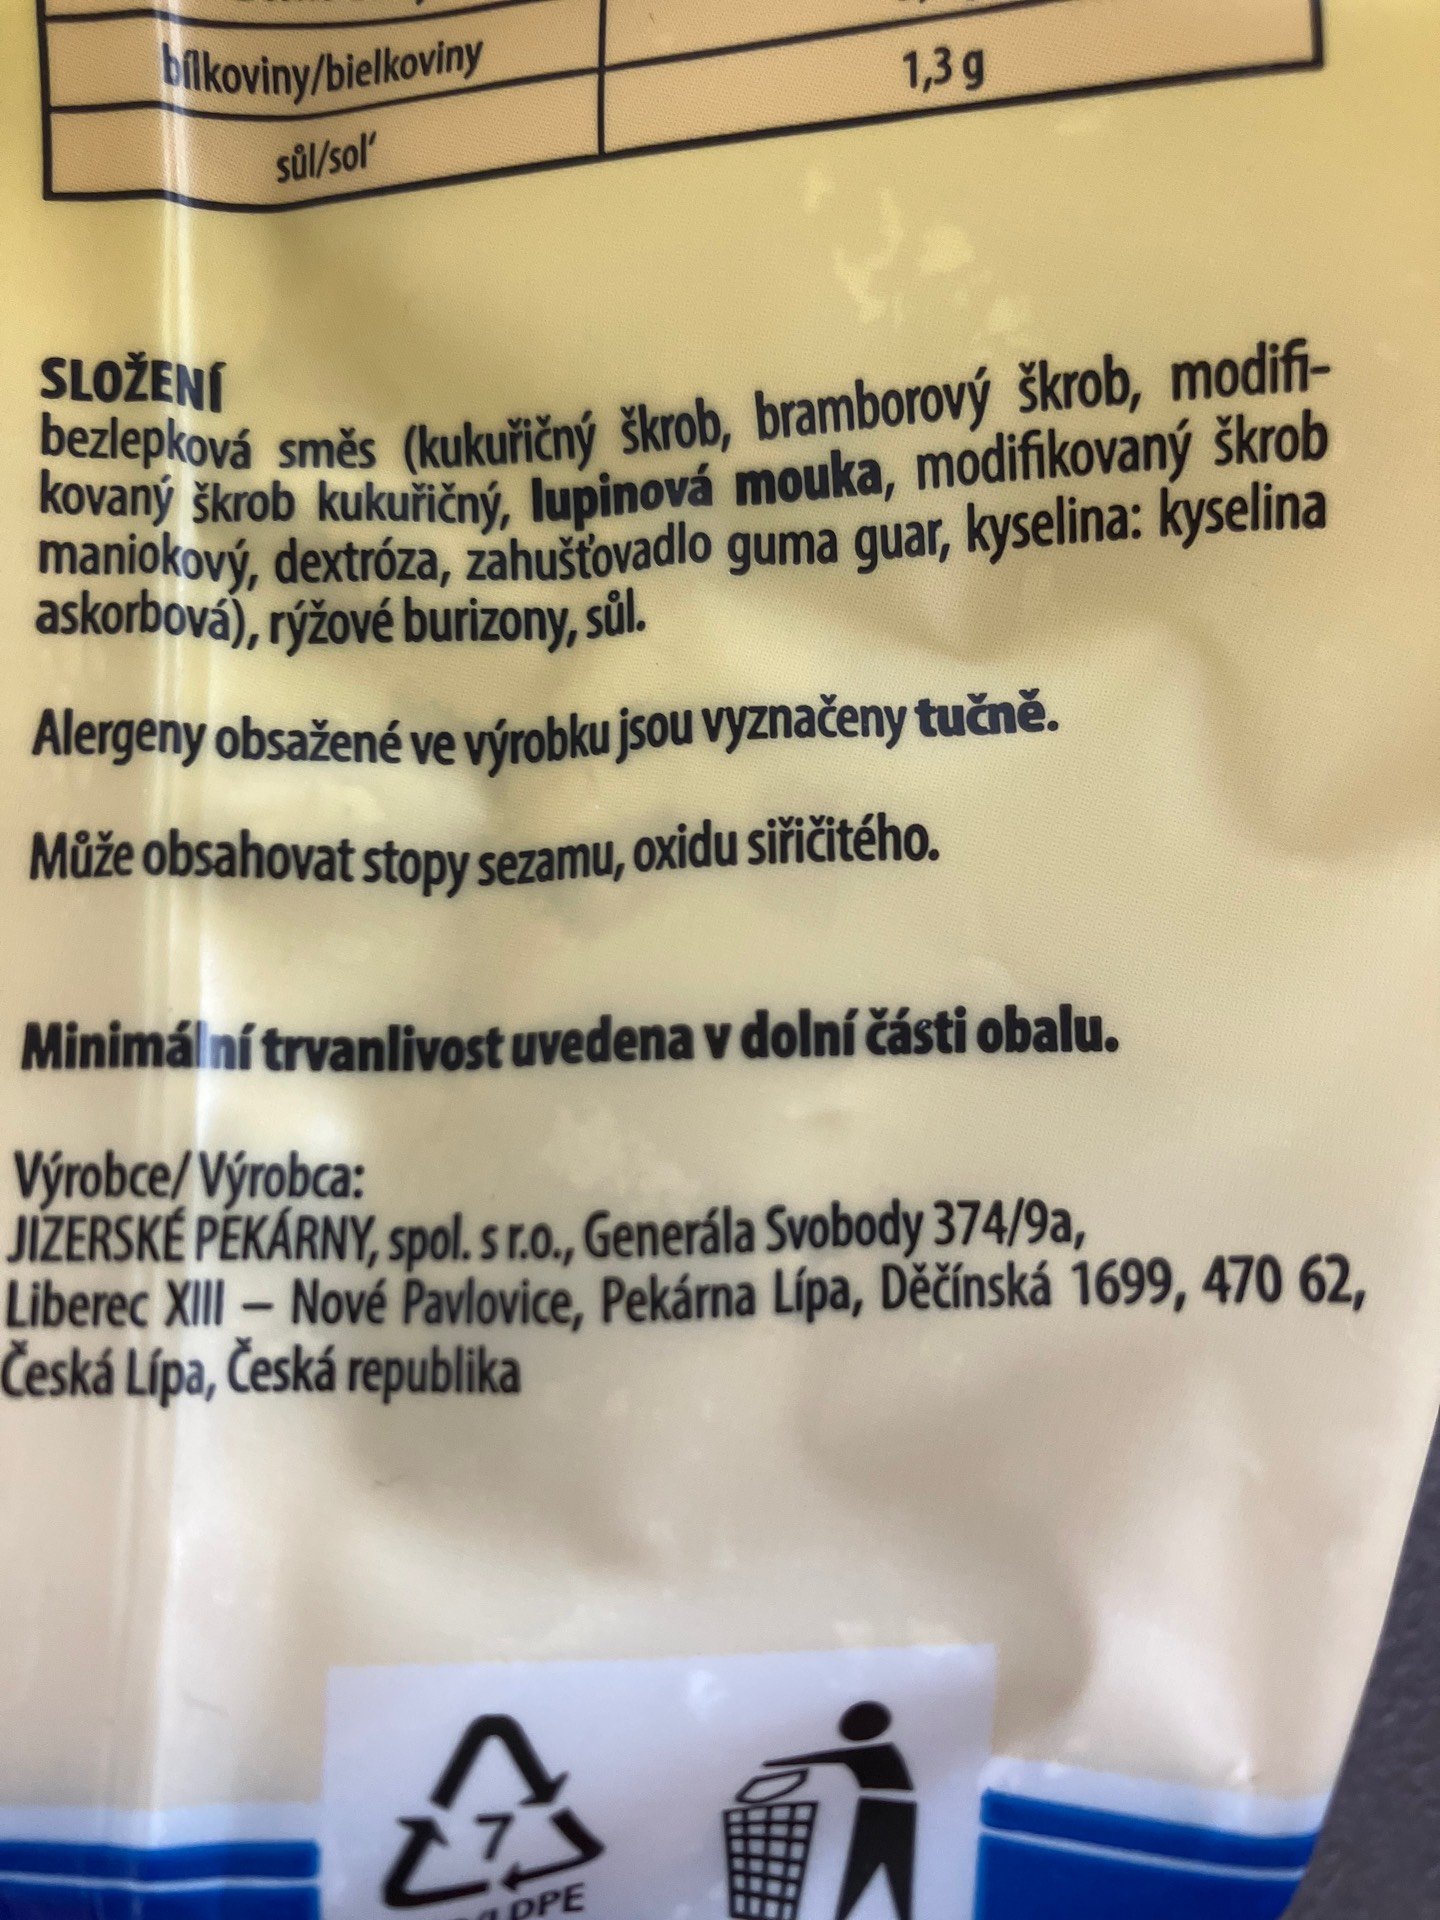 bílkoviny/bielkoviny
1,3 g
sůl/soľ
SLOŽENÍ
bezlepková směs (kukuřičný škrob, bramborový škrob, modifi-
kovaný škrob kukuřičný, lupinová mouka, modifikovaný škrob
maniokový, dextróza, zahušťovadlo guma guar, kyselina: kyselina
askorbová), rýžové burizony, sůl.
Alergeny obsažené ve výrobku jsou vyznačeny tučně.
Může obsahovat stopy sezamu, oxidu siřičitého.
Minimální trvanlivost uvedena v dolní části obalu.
Výrobce/ Výrobca:
JIZERSKÉ PEKÁRNY, spol. s r.o., Generála Svobody 374/9a,
Liberec XIII – Nové Pavlovice, Pekárna Lípa, Děčínská 1699, 470 62,
Česká Lípa, Česká republika
7